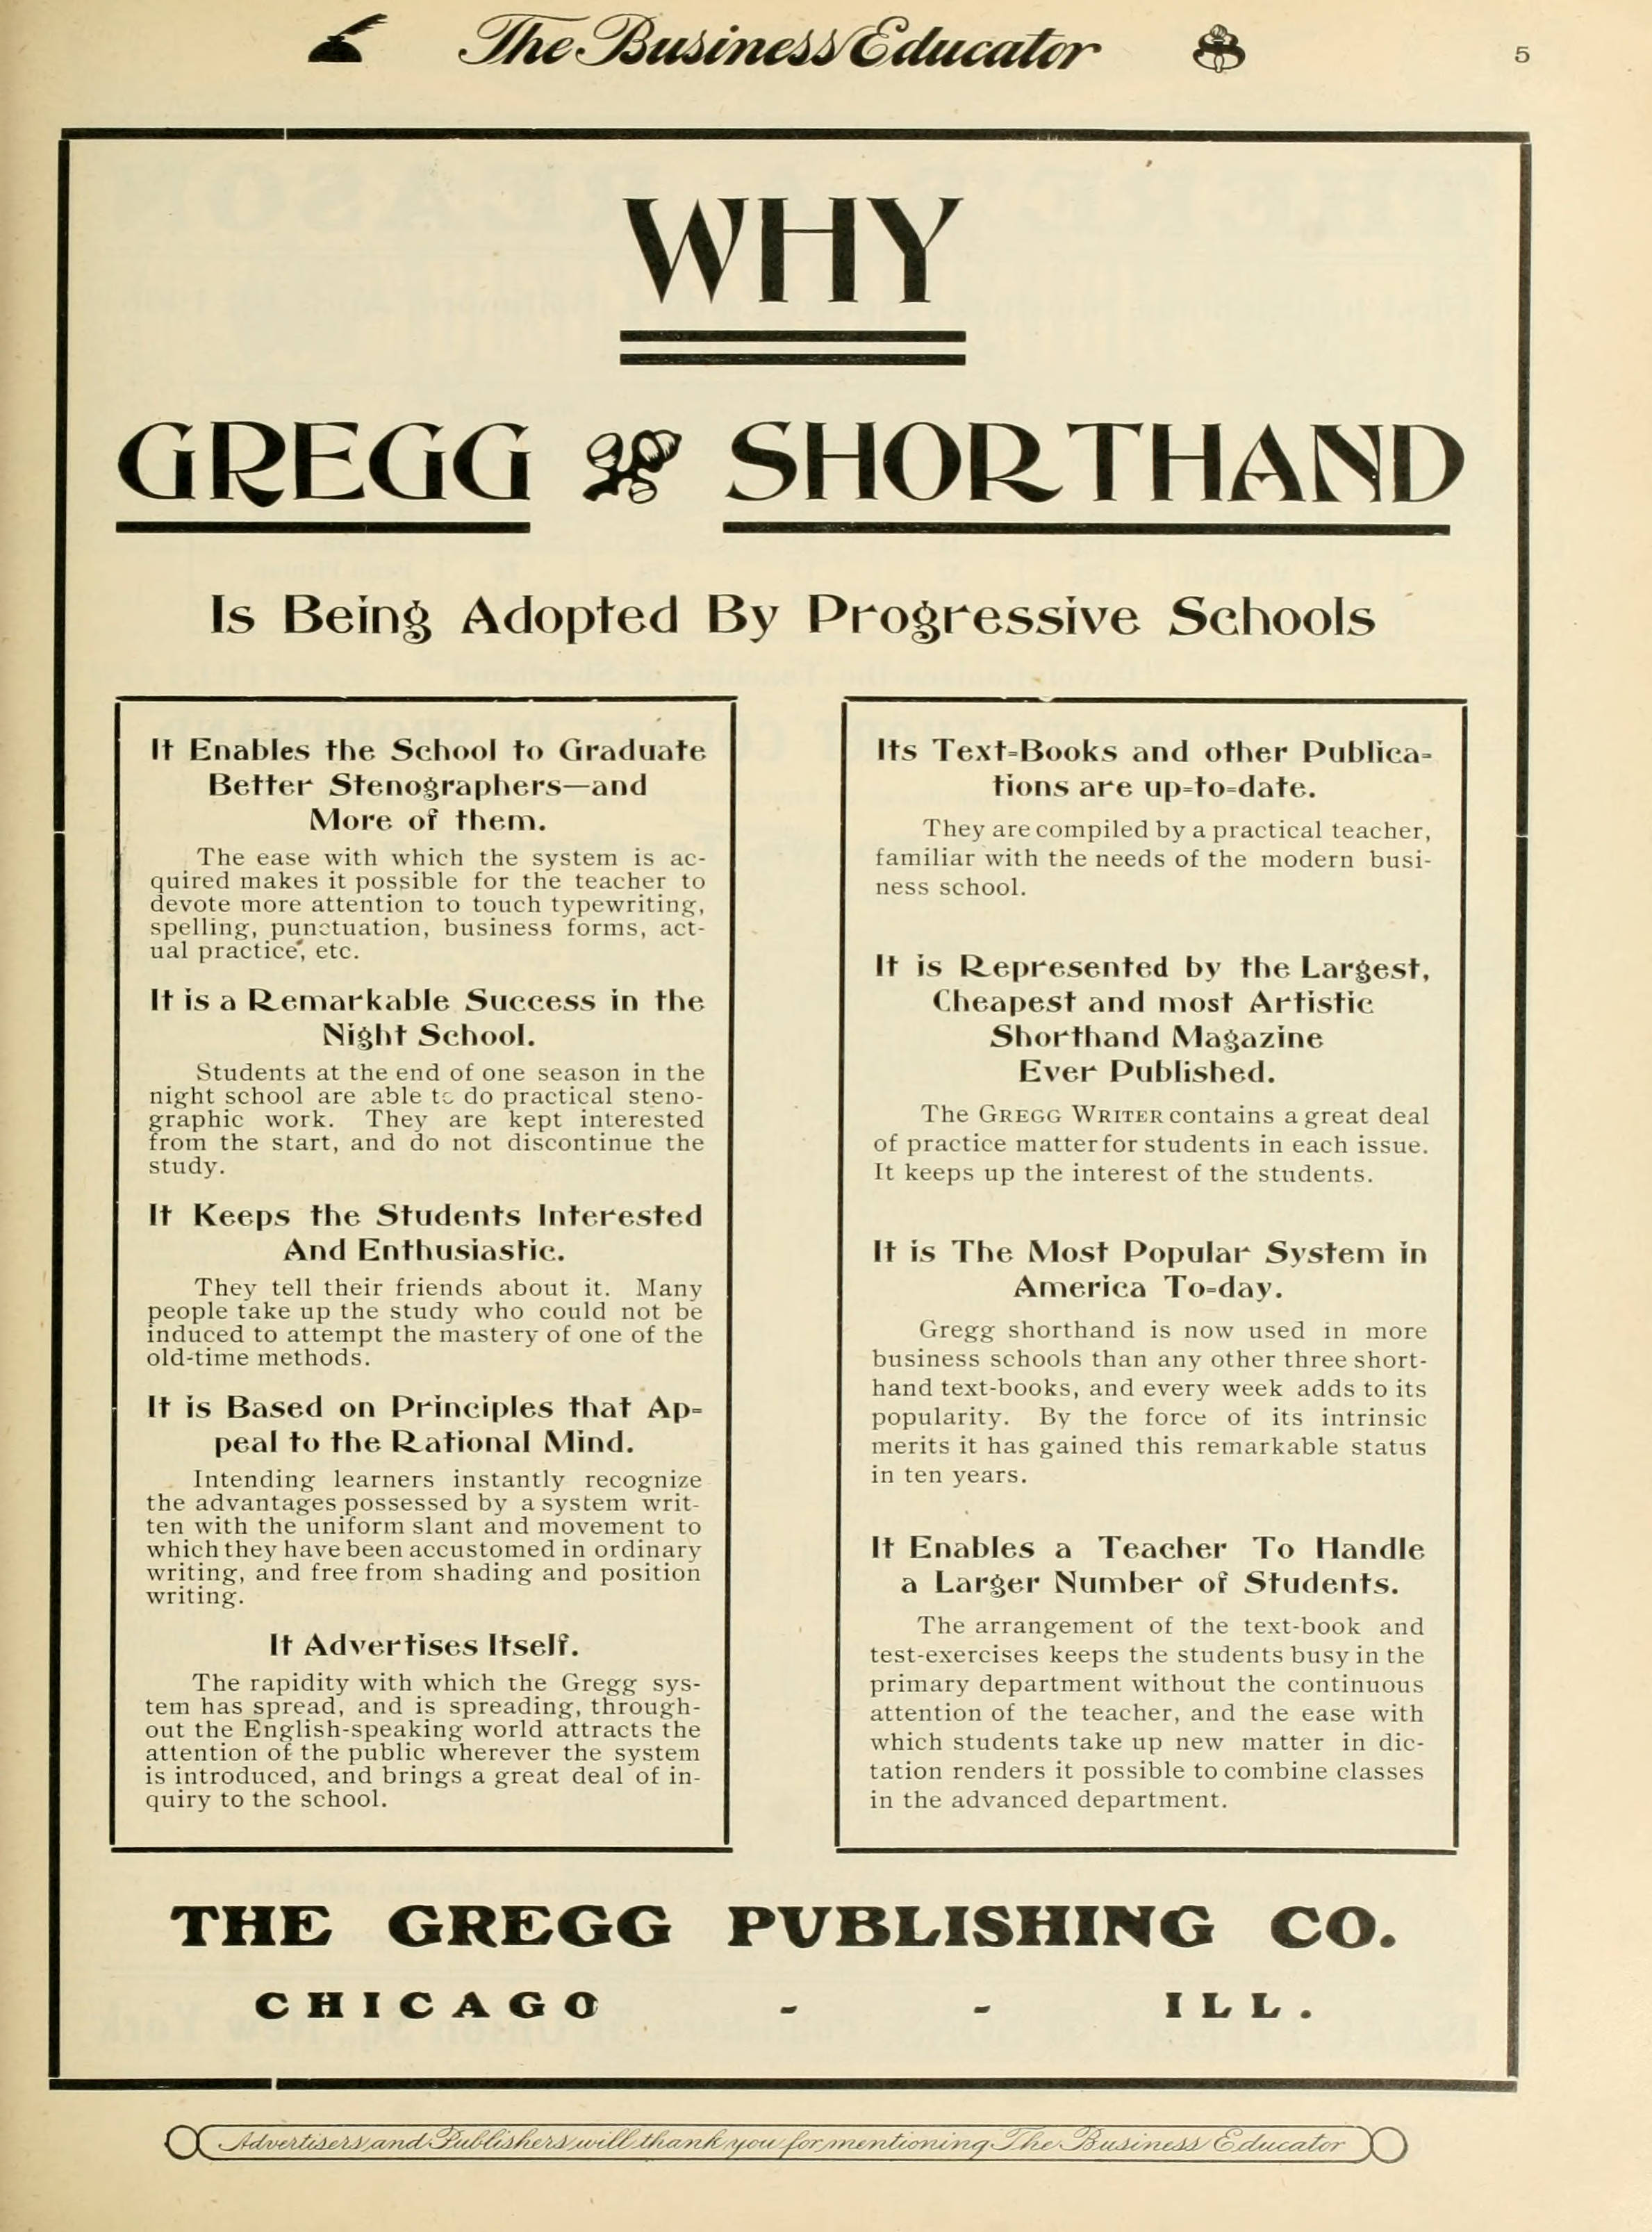 The Business Educator
5
WHY
GREGG SHORTHAND
Is Being Adopted By Progressive Schools
It Enables the School to Graduate
Better Stenographers—and
More of them.
The ease with which the system is ac-
quired makes it possible for the teacher to
devote more attention to touch typewriting,
spelling, punctuation, business forms, act-
ual practice, etc.
It is a Remarkable Success in the
Night School.
Students at the end of one season in the
night school are able to do practical steno-
graphic work. They are kept interested
from the start, and do not discontinue the
study.
It Keeps the Students Interested
And Enthusiastic.
They tell their friends about it. Many
people take up the study who could not be
induced to attempt the mastery of one of the
old-time methods.
It is Based on Principles that Ap-
peal to the Rational Mind.
Intending learners instantly recognize
the advantages possessed by a system writ-
ten with the uniform slant and movement to
which they have been accustomed in ordinary
writing, and free from shading and position
writing.
It Advertises Itself.
The rapidity with which the Gregg sys-
tem has spread, and is spreading, through-
out the English-speaking world attracts the
attention of the public wherever the system
is introduced, and brings a great deal of in-
quiry to the school.
Its Text-Books and other Publica-
tions are up-to-date.
They are compiled by a practical teacher,
familiar with the needs of the modern busi-
ness school.
It is Represented by the Largest,
Cheapest and most Artistic
Shorthand Magazine
Ever Published.
The GREGG WRITER contains a great deal
of practice matter for students in each issue.
It keeps up the interest of the students.
It is The Most Popular System in
America To-day.
Gregg shorthand is now used in more
business schools than any other three short-
hand text-books, and every week adds to its
popularity. By the force of its intrinsic
merits it has gained this remarkable status
in ten years.
It Enables a Teacher To Handle
a Larger Number of Students.
The arrangement of the text-book and
test-exercises keeps the students busy in the
primary department without the continuous
attention of the teacher, and the ease with
which students take up new matter in dic-
tation renders it possible to combine classes
in the advanced department.
THE GREGG PUBLISHING CO.
CHICAGO - - ILL.
Advertisers and Publishers will thank you for mentioning The Business Educator